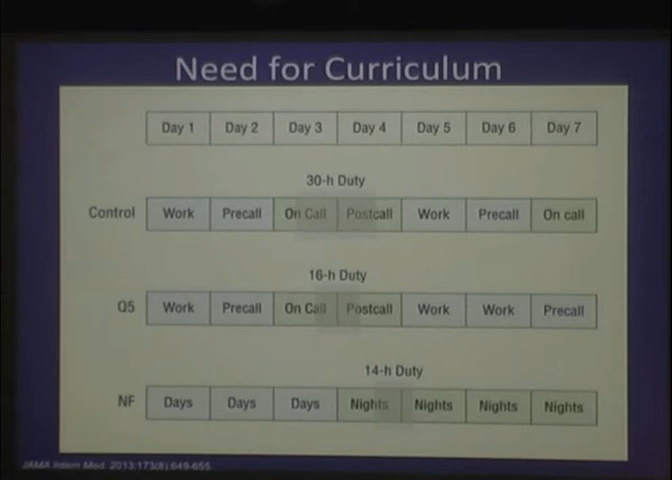 Need for Curriculum
Day 1 Day 2 Day 3 Day 4 Day 5 Day 6 Day 7
30-h Duty
Control Work Precall On Call Postcall Work Precall On call
16-h Duty
Q5 Work Precall On Call Postcall Work Work Precall
14-h Duty
NF Days Days Days Nights Nights Nights Nights
JAMA Intern Med. 2013;173(8):649-655.